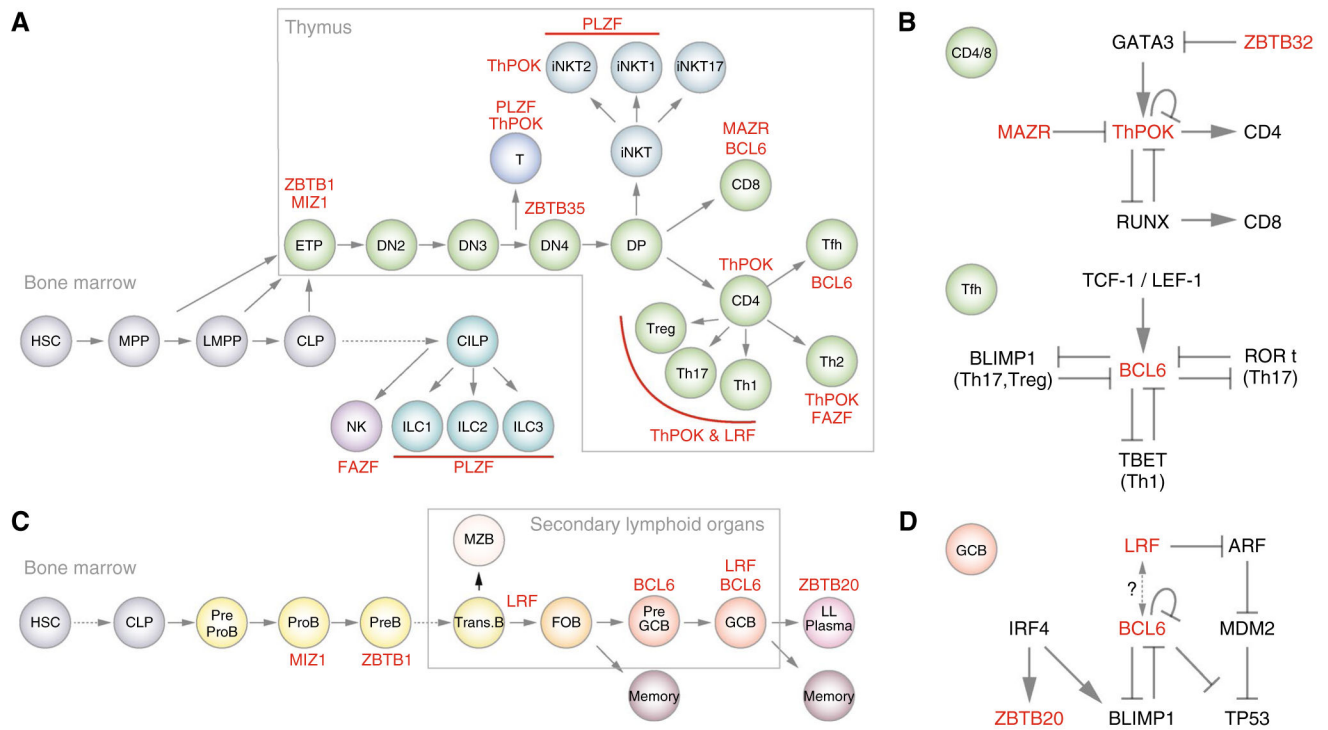 A
Thymus
PLZF
ThPOK
iNKT2
iNKT1
iNKT17
PLZF
ThPOK
T
iNKT
MAZR
BCL6
CD8
ZBTB1
MIZ1
ZBTB35
ETP
DN2
DN3
DN4
DP
Tfh
BCL6
ThPOK
CD4
Treg
Th17
Th1
Th2
ThPOK
FAZF
ThPOK & LRF
Bone marrow
HSC
MPP
LMPP
CLP
CILP
NK
ILC1
ILC2
ILC3
FAZF
PLZF
B
CD4/8
GATA3
ZBTB32
MAZR
ThPOK
CD4
RUNX
CD8
Tfh
TCF-1 / LEF-1
BLIMP1
(Th17,Treg)
BCL6
ROR t
(Th17)
TBET
(Th1)
C
Secondary lymphoid organs
Bone marrow
MZB
HSC
CLP
Pre
ProB
ProB
MIZ1
PreB
ZBTB1
Trans.B
LRF
FOB
BCL6
Pre
GCB
LRF
BCL6
GCB
ZBTB20
LL
Plasma
Memory
Memory
D
GCB
LRF
ARF
?
IRF4
BCL6
MDM2
ZBTB20
BLIMP1
TP53